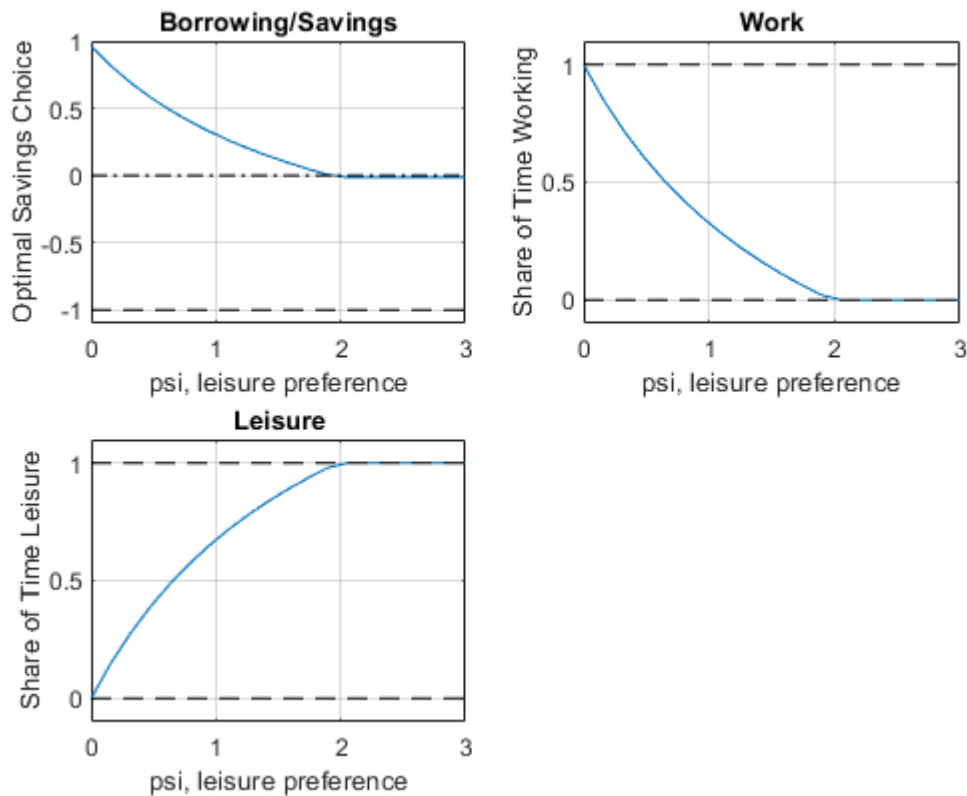 Borrowing/Savings
Optimal Savings Choice
1
0.5
0
-0.5
-1
0 1 2 3
psi, leisure preference
Work
Share of Time Working
1
0.5
0
0 1 2 3
psi, leisure preference
Leisure
Share of Time Leisure
1
0.5
0
0 1 2 3
psi, leisure preference